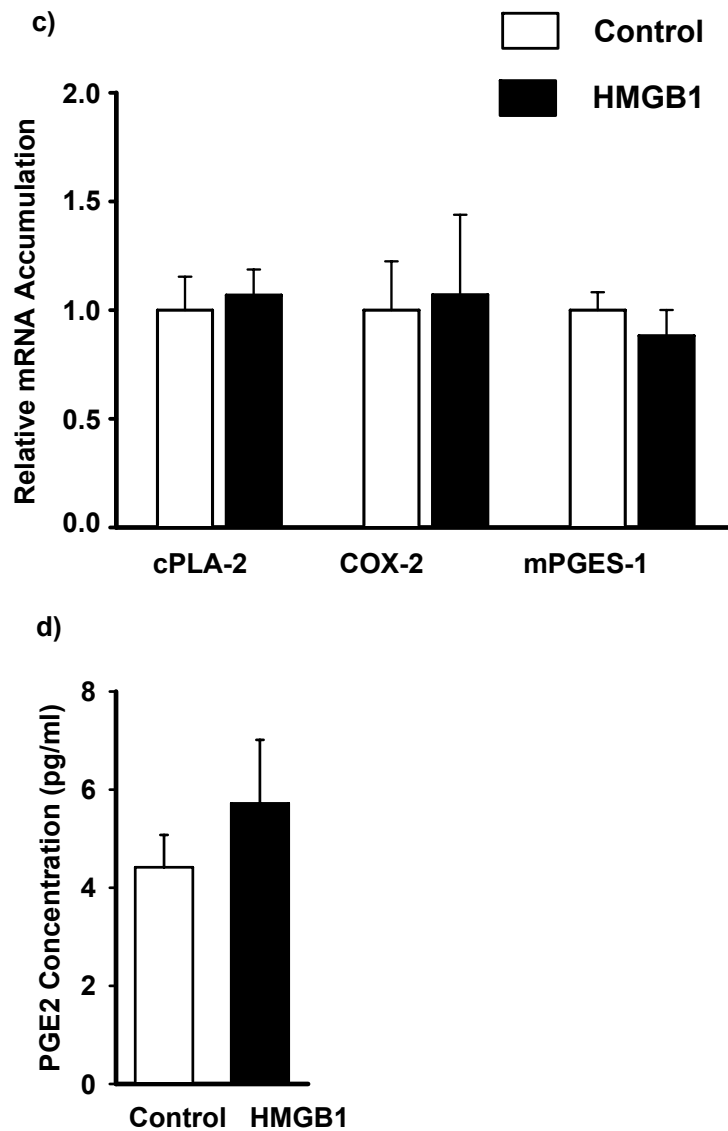 c)
Control
HMGB1
Relative mRNA Accumulation
2.0
1.5
1.0
0.5
0.0
cPLA-2 COX-2 mPGES-1
d)
PGE2 Concentration (pg/ml)
8
6
4
2
0
Control HMGB1